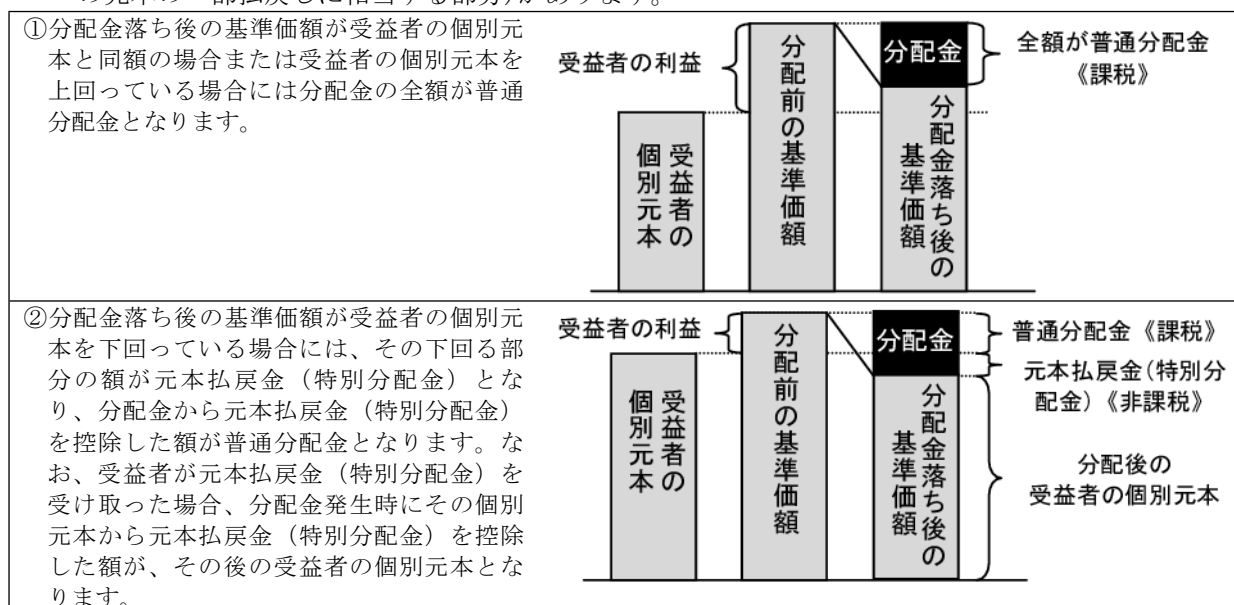 ①分配金落ち後の基準価額が受益者の個別元
本と同額の場合または受益者の個別元本を
上回っている場合には分配金の全額が普通
分配金となります。
受益者の利益
受益者の
個別元本
分配前の基準価額
分配金
分配金落ち後の
基準価額
全額が普通分配金
《課税》
②分配金落ち後の基準価額が受益者の個別元
本を下回っている場合には、その下回る部
分の額が元本払戻金（特別分配金）とな
り、分配金から元本払戻金（特別分配金）
を控除した額が普通分配金となります。な
お、受益者が元本払戻金（特別分配金）を
受け取った場合、分配金発生時にその個別
元本から元本払戻金（特別分配金）を控除
した額が、その後の受益者の個別元本とな
ります。
受益者の利益
受益者の
個別元本
分配前の基準価額
分配金
分配金落ち後の
基準価額
普通分配金《課税》
元本払戻金（特別分
配金）《非課税》
分配後の
受益者の個別元本